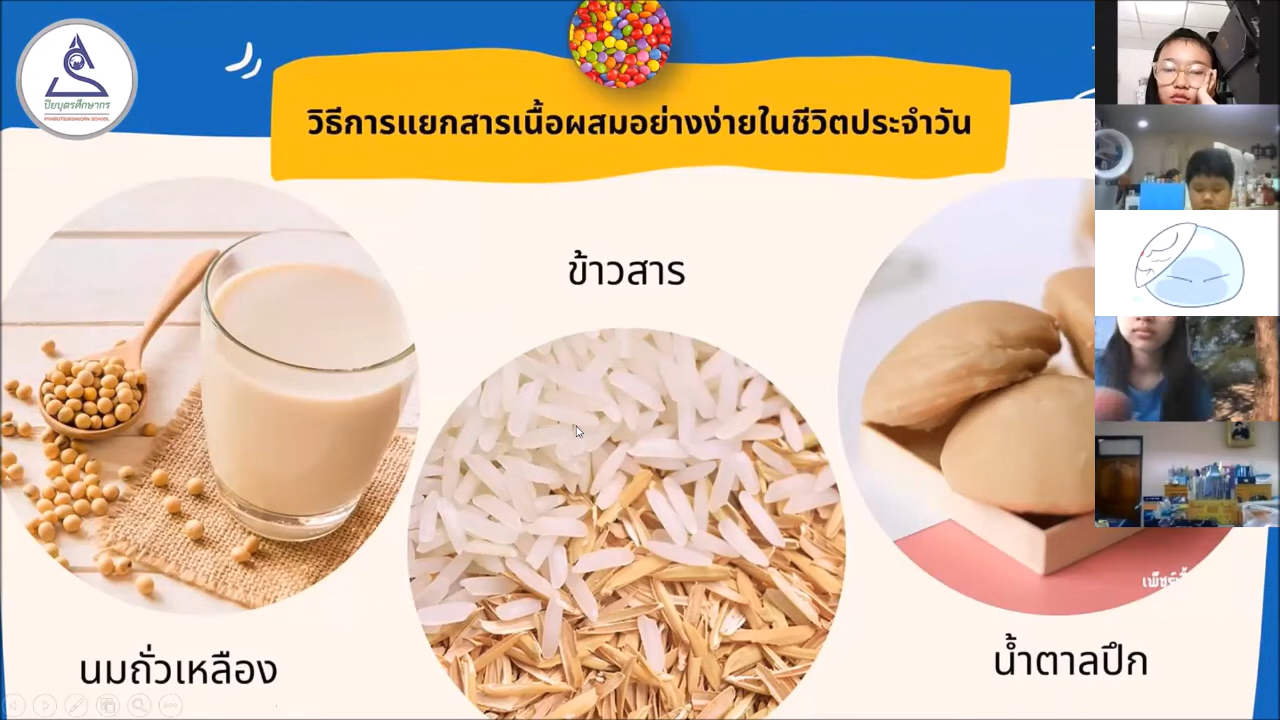 ปิยบุตรศึกษากร
PIYABUTSUKSAKORN SCHOOL
วิธีการแยกสารเนื้อผสมอย่างง่ายในชีวิตประจำวัน
ข้าวสาร
นมถั่วเหลือง
น้ำตาลปึก